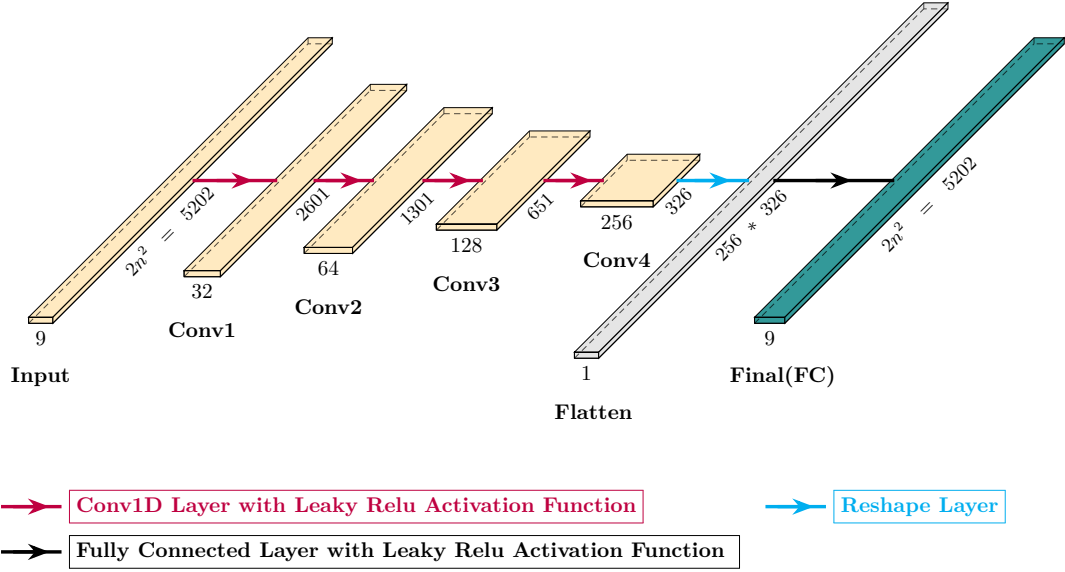 2n² = 5202
9
Input
32
Conv1
2601
64
Conv2
1301
128
Conv3
651
256
Conv4
326
1
Flatten
256 * 326
9
Final(FC)
2n² = 5202
Conv1D Layer with Leaky Relu Activation Function
Reshape Layer
Fully Connected Layer with Leaky Relu Activation Function